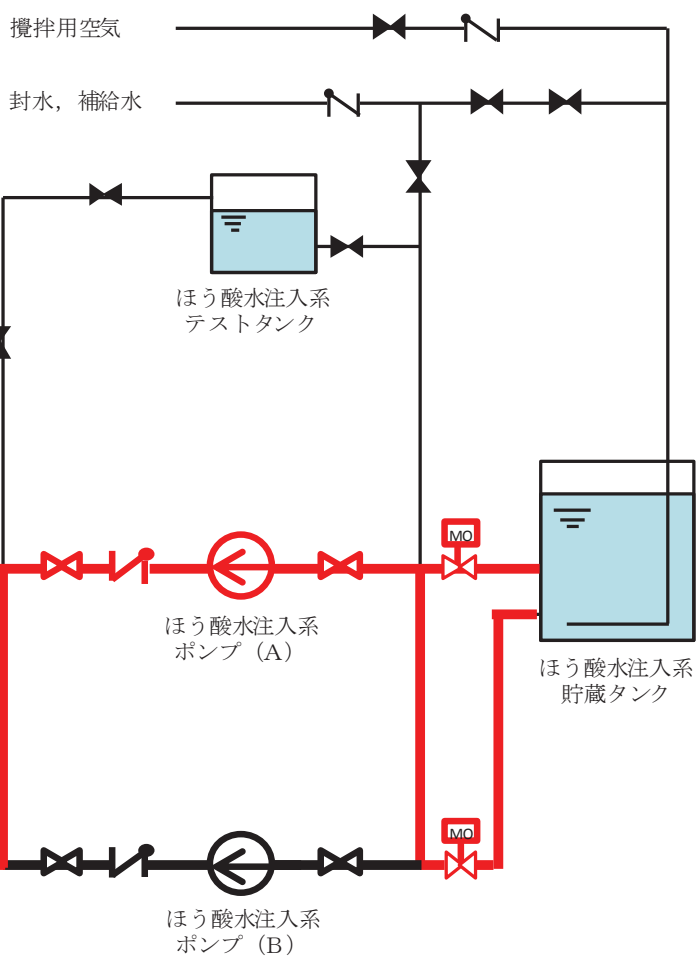 攪拌用空気
封水，補給水
ほう酸水注入系
テストタンク
MO
ほう酸水注入系
ポンプ（A）
ほう酸水注入系
貯蔵タンク
MO
ほう酸水注入系
ポンプ（B）